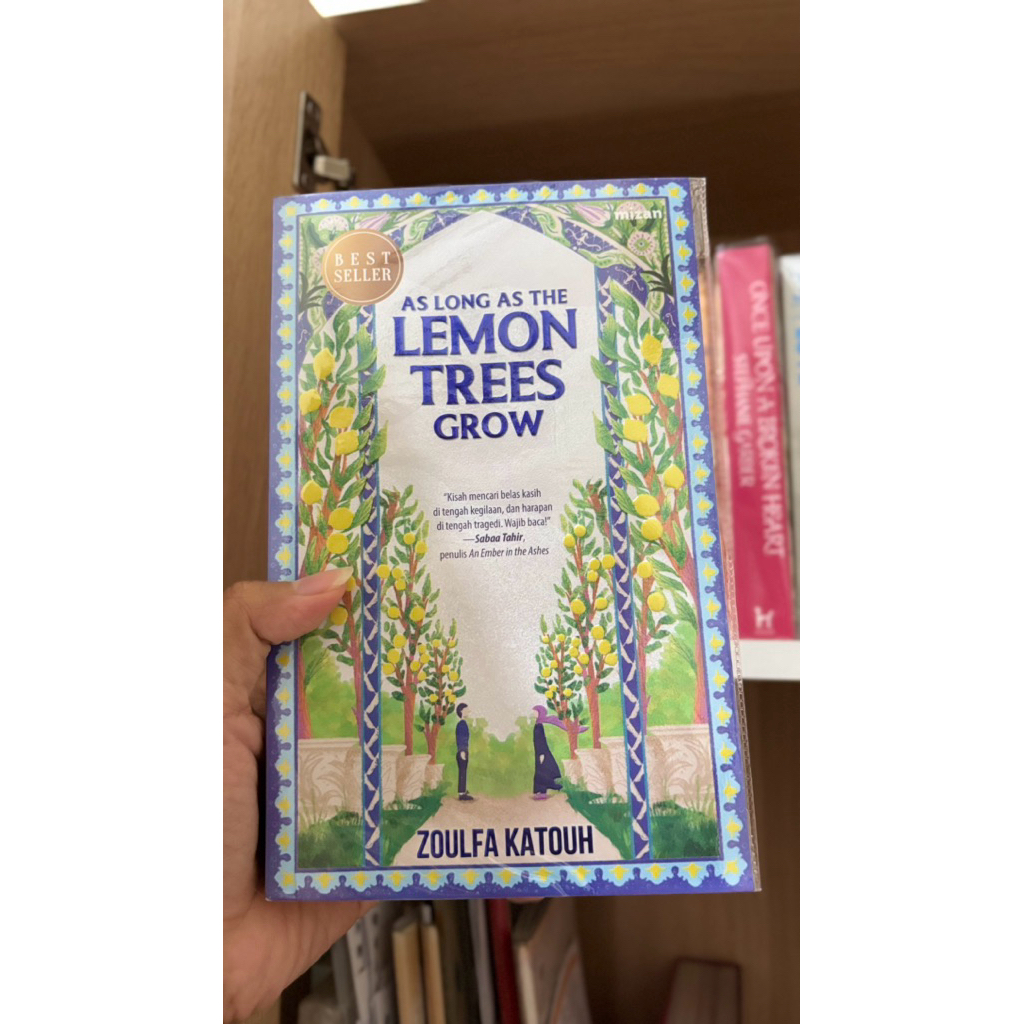 mizan
BEST
SELLER
AS LONG AS THE
LEMON
TREES
GROW
"Kisah mencari belas kasih
di tengah kegilaan, dan harapan
di tengah tragedi. Wajib baca!"
—Sabaa Tahir,
penulis An Ember in the Ashes
ZOULFA KATOUH
ONCE UPON A BROKEN HEART
STEPHANIE GARBER